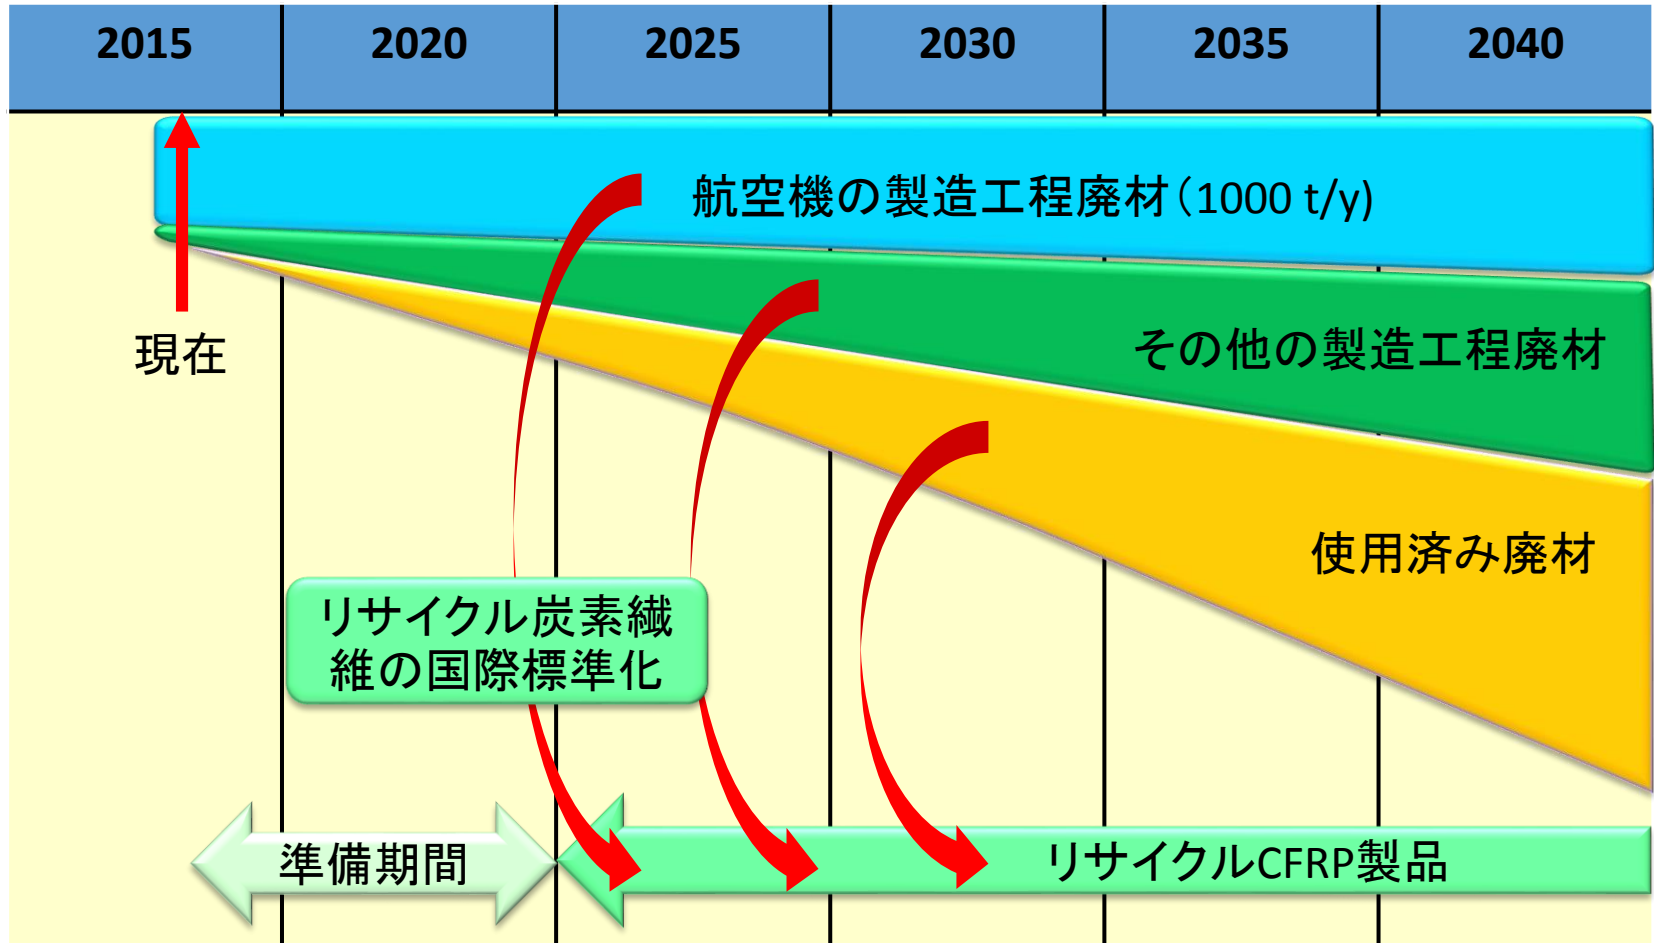 2015 2020 2025 2030 2035 2040
航空機の製造工程廃材（1000 t/y)
現在
その他の製造工程廃材
使用済み廃材
リサイクル炭素繊
維の国際標準化
準備期間
リサイクルCFRP製品